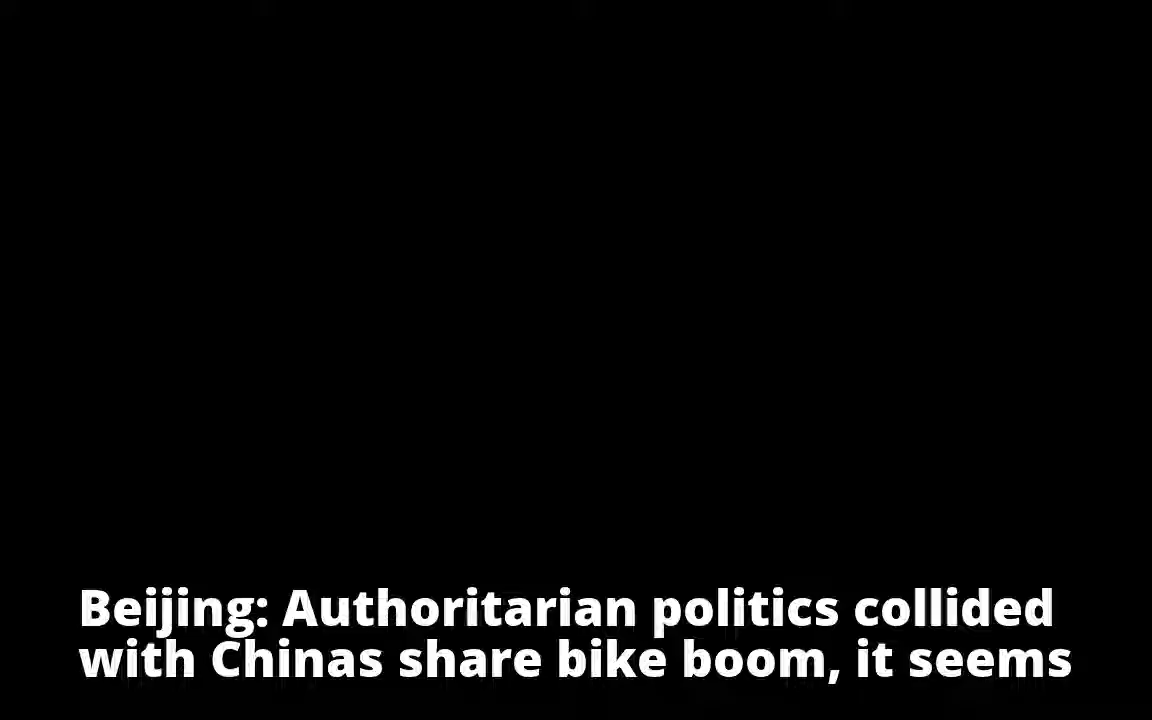 Beijing: Authoritarian politics collided
with Chinas share bike boom, it seems